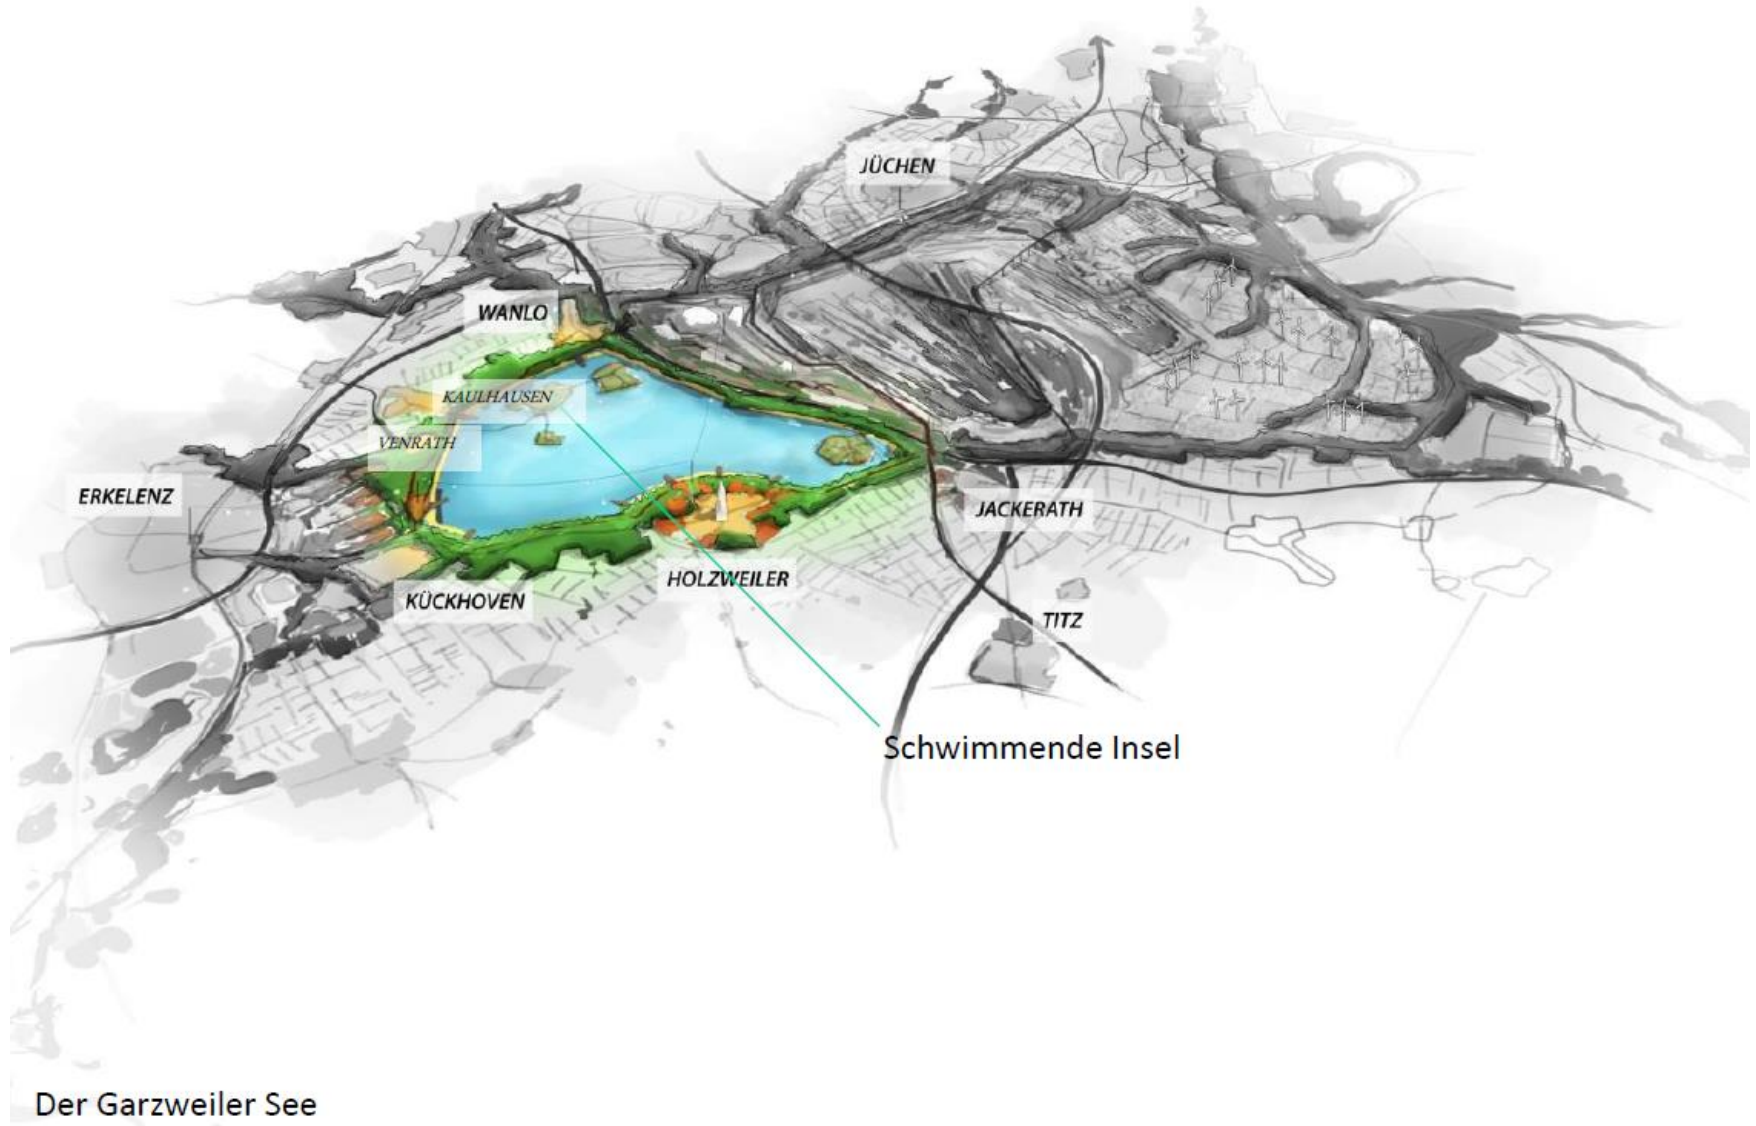 JÜCHEN
WANLO
KAULHAUSEN
VENRATH
ERKELENZ
JACKERATH
HOLZWEILER
KÜCKHOVEN
TITZ
Schwimmende Insel
Der Garzweiler See